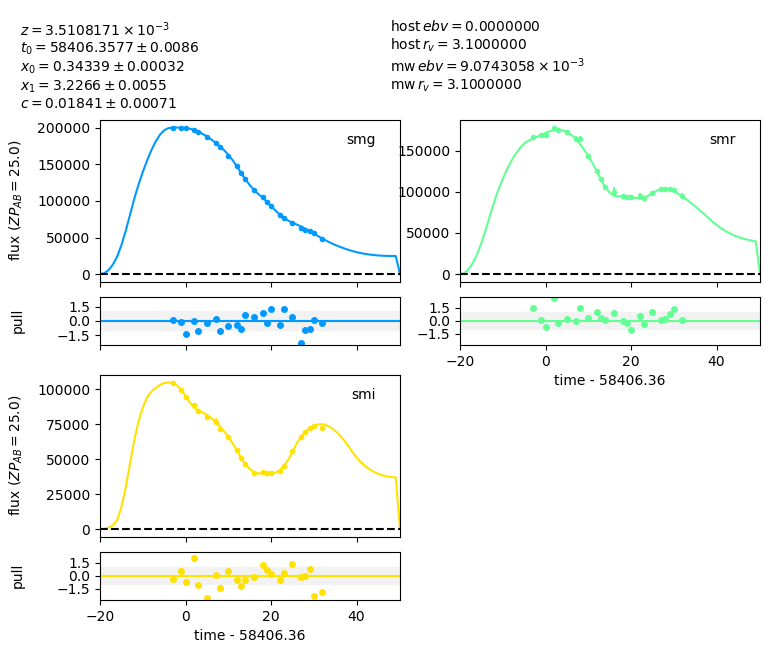 z = 3.5108171 × 10⁻³
t₀ = 58406.3577 ± 0.0086
x₀ = 0.34339 ± 0.00032
x₁ = 3.2266 ± 0.0055
c = 0.01841 ± 0.00071
host ebv = 0.0000000
host r_v = 3.1000000
mw ebv = 9.0743058 × 10⁻³
mw r_v = 3.1000000
smg
200000
150000
100000
50000
0
flux (ZP_AB = 25.0)
1.5
0.0
−1.5
pull
smr
150000
100000
50000
0
1.5
0.0
−1.5
−20 0 20 40
time - 58406.36
smi
100000
75000
50000
25000
0
flux (ZP_AB = 25.0)
1.5
0.0
−1.5
pull
−20 0 20 40
time - 58406.36